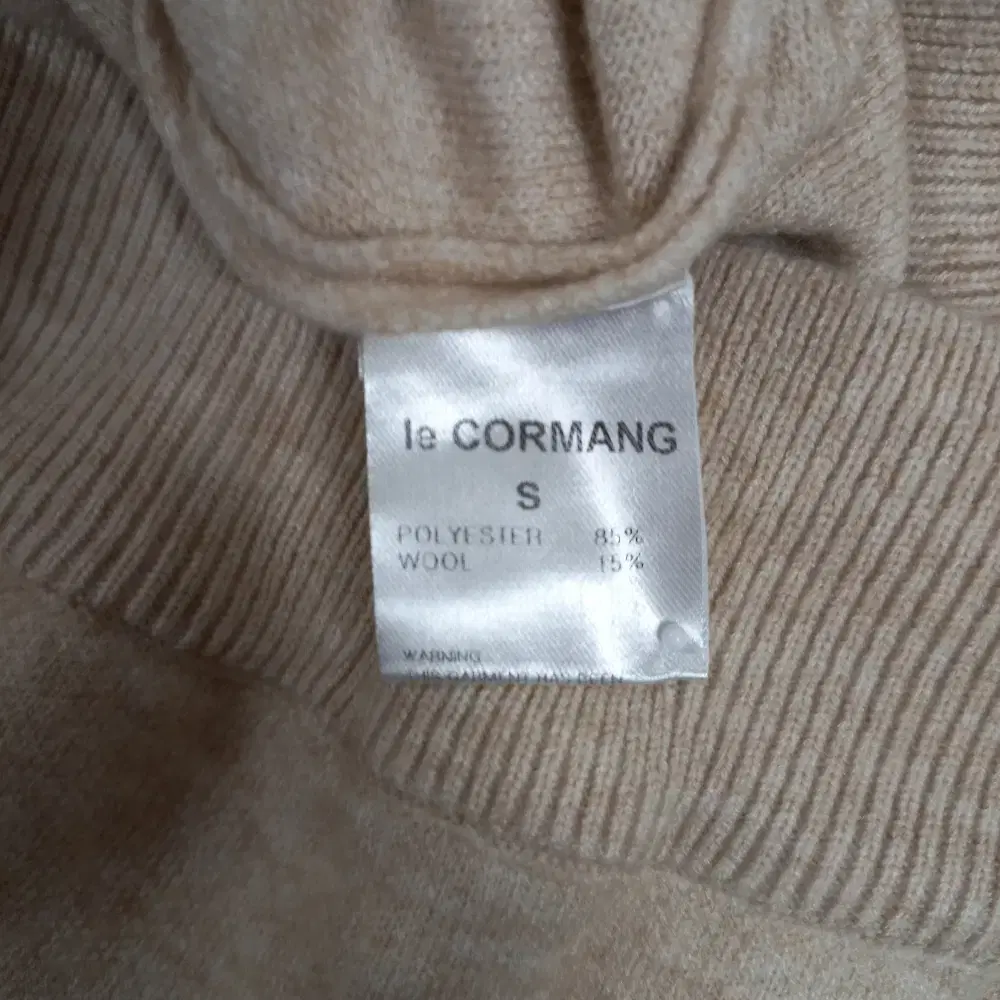 le CORMANG
S
POLYESTER 85%
WOOL 15%
WARNING